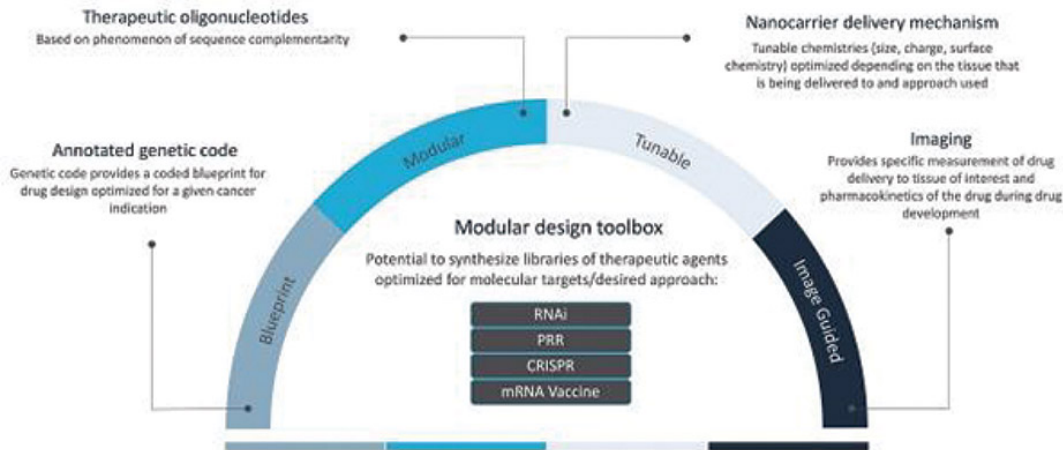 Therapeutic oligonucleotides
Based on phenomenon of sequence complementarity
Nanocarrier delivery mechanism
Tunable chemistries (size, charge, surface
chemistry) optimized depending on the tissue that
is being delivered to and approach used
Annotated genetic code
Genetic code provides a coded blueprint for
drug design optimized for a given cancer
indication
Imaging
Provides specific measurement of drug
delivery to tissue of interest and
pharmacokinetics of the drug during drug
development
Blueprint
Modular
Tunable
Image Guided
Modular design toolbox
Potential to synthesize libraries of therapeutic agents
optimized for molecular targets/desired approach:
RNAi
PRR
CRISPR
mRNA Vaccine